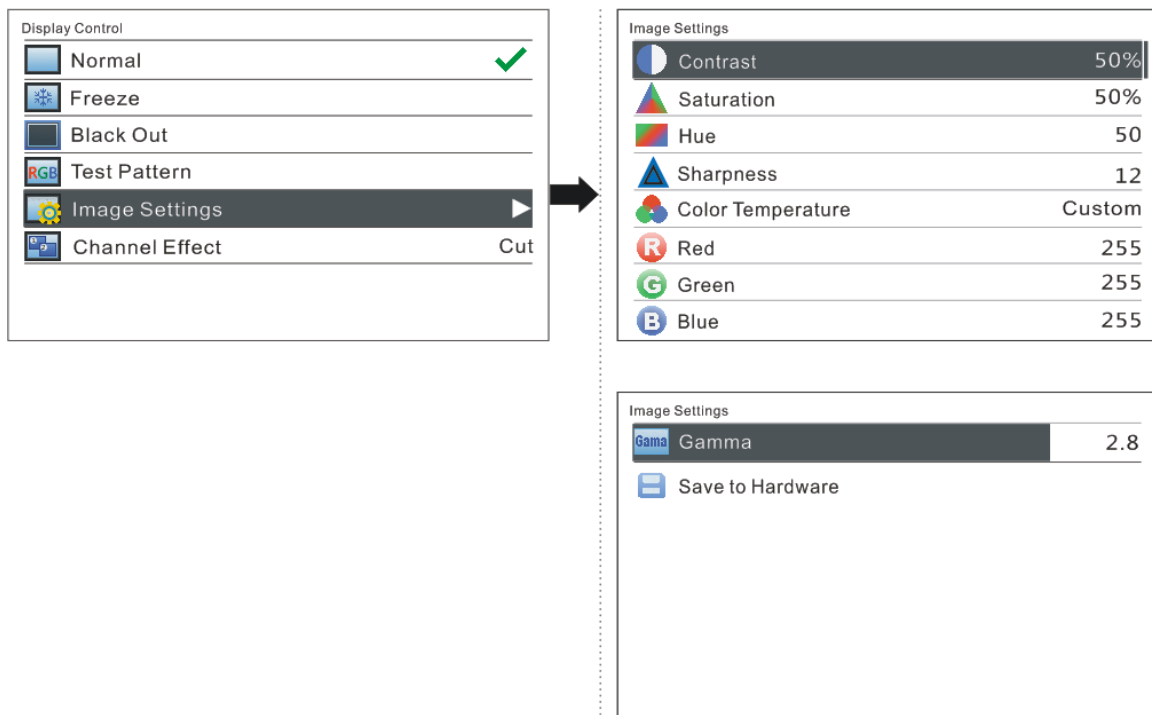 Display Control
Normal
Freeze
Black Out
RGB Test Pattern
Image Settings
1 2 Channel Effect Cut
Image Settings
Contrast 50%
Saturation 50%
Hue 50
Sharpness 12
Color Temperature Custom
R Red 255
G Green 255
B Blue 255
Image Settings
Gama Gamma 2.8
Save to Hardware